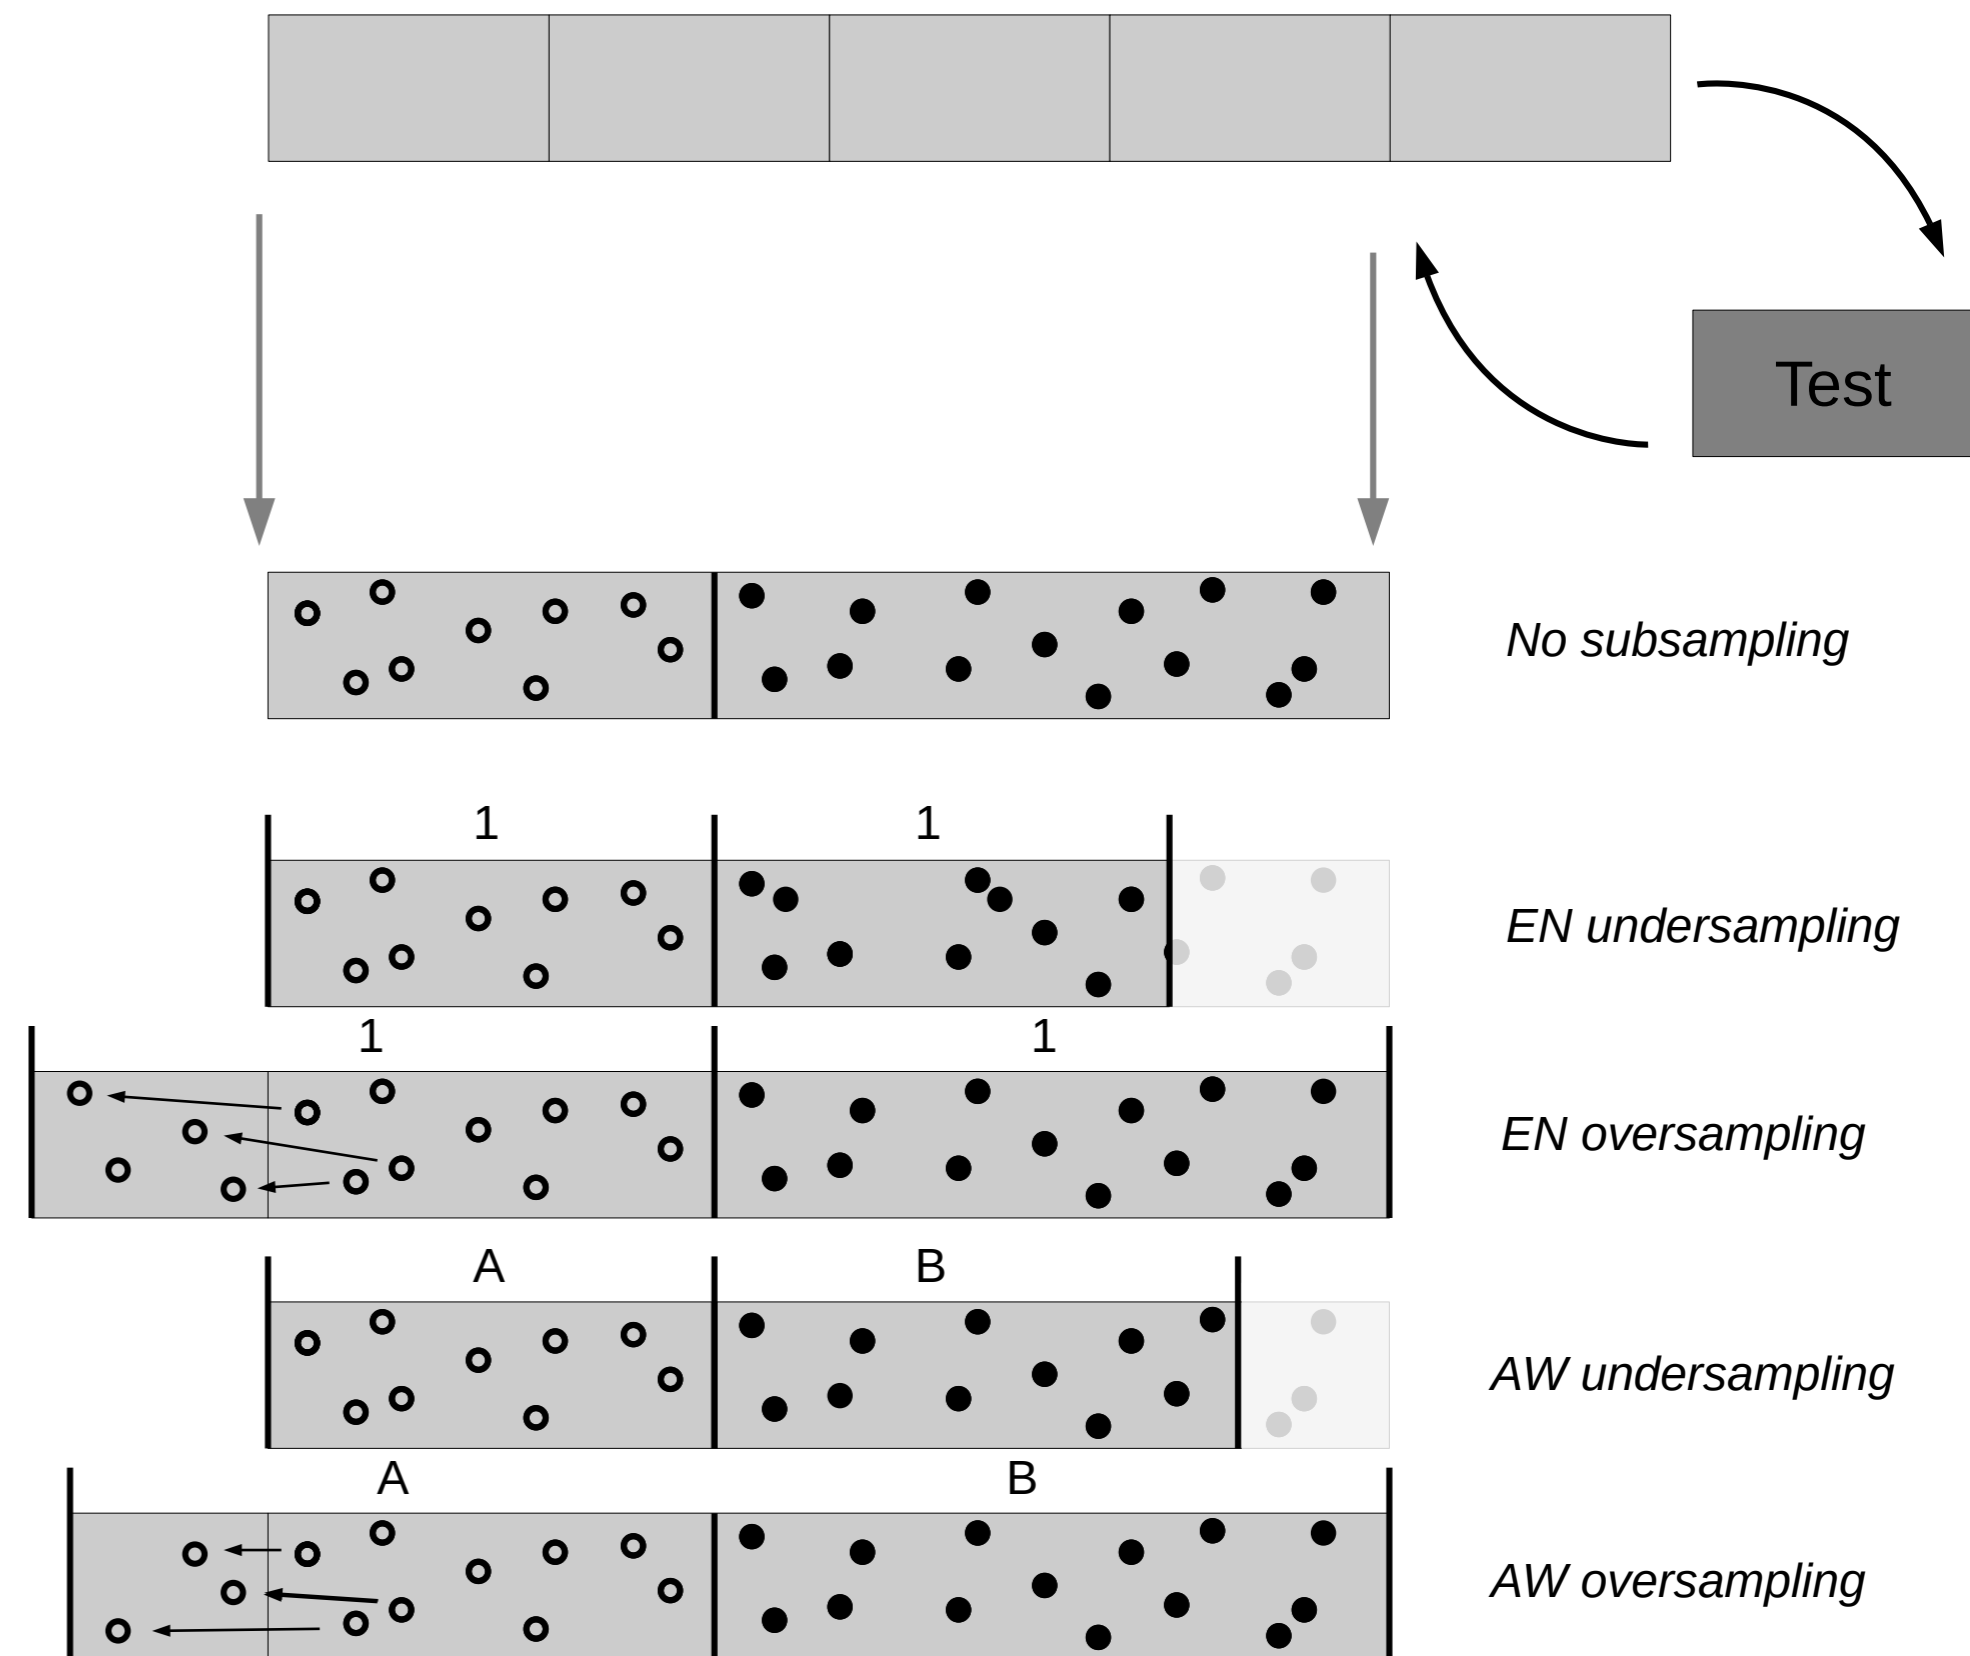 Test
No subsampling
1 1
EN undersampling
1 1
EN oversampling
A B
AW undersampling
A B
AW oversampling